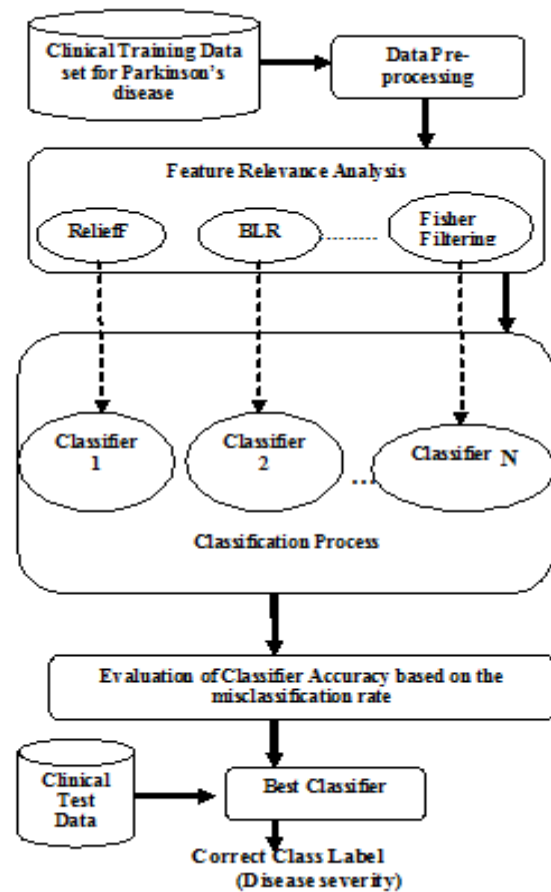 Clinical Training Data
set for Parkinson's
disease
Data Pre-
processing
Feature Relevance Analysis
ReliefF
BLR
Fisher
Filtering
Classifier
1
Classifier
2
...
Classifier N
Classification Process
Evaluation of Classifier Accuracy based on the
misclassification rate
Clinical
Test
Data
Best Classifier
Correct Class Label
(Disease severity)